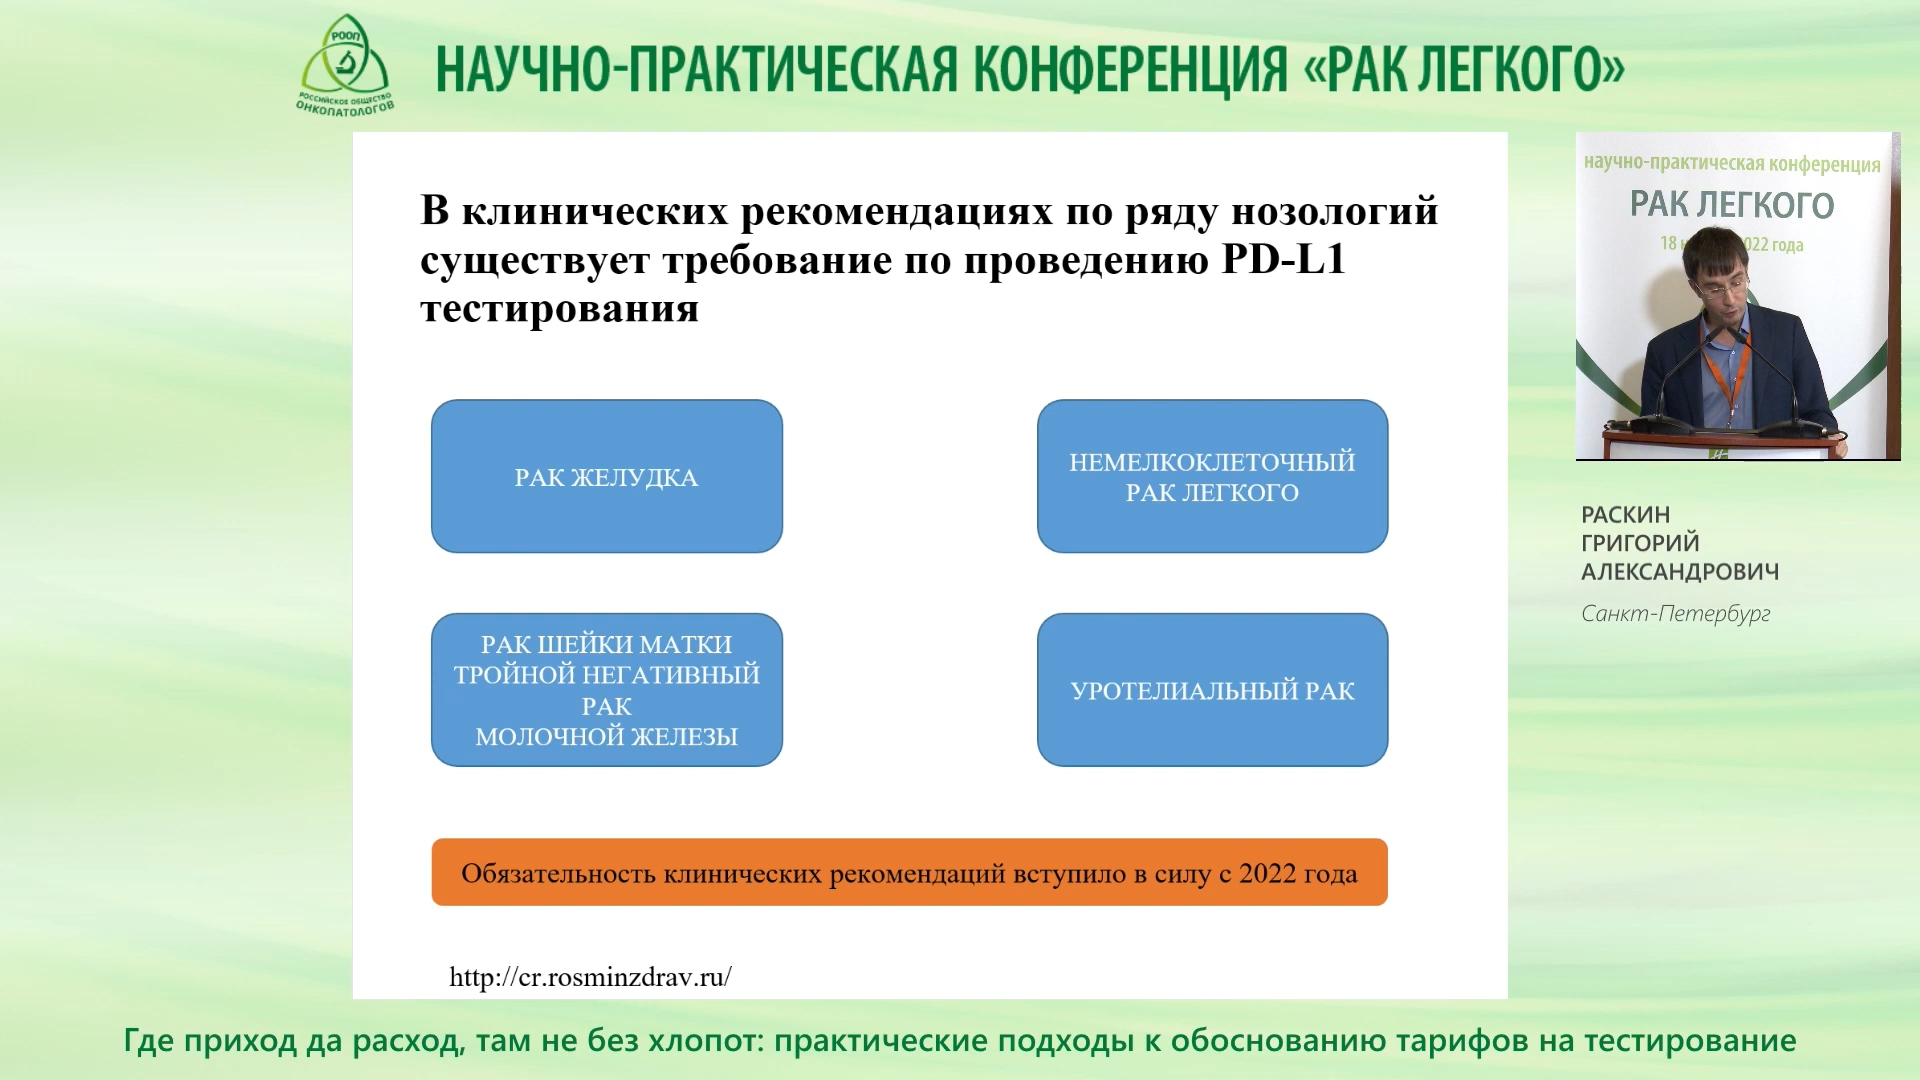 РООП
РОССИЙСКОЕ ОБЩЕСТВО
ОНКОПАТОЛОГОВ
НАУЧНО-ПРАКТИЧЕСКАЯ КОНФЕРЕНЦИЯ «РАК ЛЕГКОГО»
В клинических рекомендациях по ряду нозологий
существует требование по проведению PD-L1
тестирования
РАК ЖЕЛУДКА
НЕМЕЛКОКЛЕТОЧНЫЙ
РАК ЛЕГКОГО
РАК ШЕЙКИ МАТКИ
ТРОЙНОЙ НЕГАТИВНЫЙ
РАК
МОЛОЧНОЙ ЖЕЛЕЗЫ
УРОТЕЛИАЛЬНЫЙ РАК
Обязательность клинических рекомендаций вступило в силу с 2022 года
http://cr.rosminzdrav.ru/
научно-практическая конференция
РАК ЛЕГКОГО
18 022 года
РАСКИН
ГРИГОРИЙ
АЛЕКСАНДРОВИЧ
Санкт-Петербург
Где приход да расход, там не без хлопот: практические подходы к обоснованию тарифов на тестирование